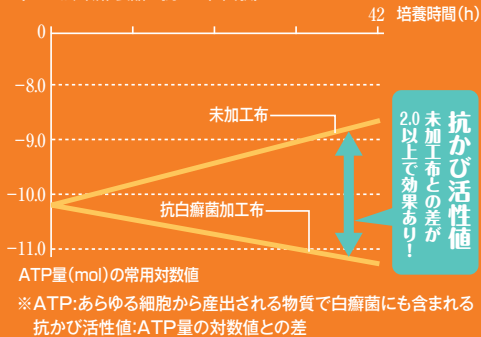 42 培養時間(h)
0
−8.0
−9.0
−10.0
−11.0
未加工布
抗白癬菌加工布
抗かび活性値
未加工布との差が
2.0以上で効果あり！
ATP量(mol)の常用対数値
※ATP:あらゆる細胞から産出される物質で白癬菌にも含まれる
抗かび活性値:ATP量の対数値との差